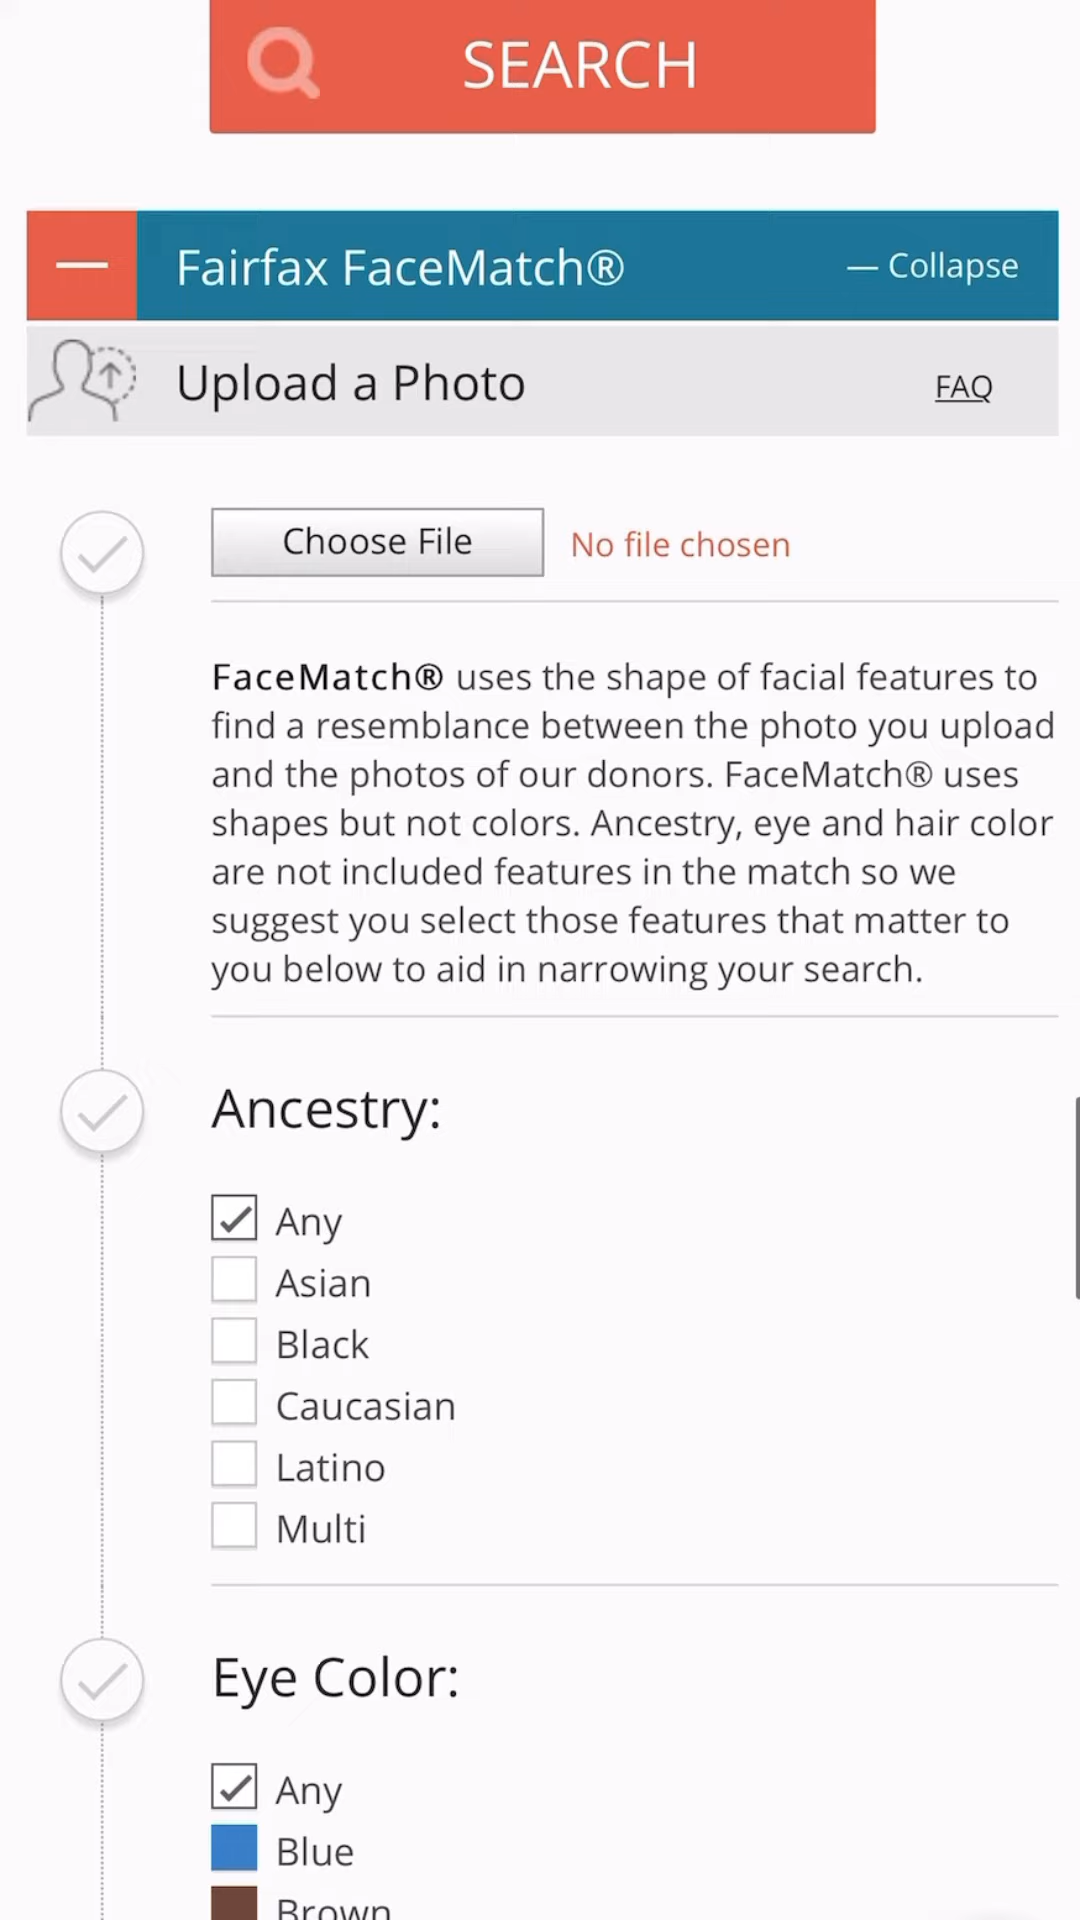 SEARCH
Fairfax FaceMatch®
— Collapse
Upload a Photo
FAQ
Choose File
No file chosen
FaceMatch® uses the shape of facial features to
find a resemblance between the photo you upload
and the photos of our donors. FaceMatch® uses
shapes but not colors. Ancestry, eye and hair color
are not included features in the match so we
suggest you select those features that matter to
you below to aid in narrowing your search.
Ancestry:
Any
Asian
Black
Caucasian
Latino
Multi
Eye Color:
Any
Blue
Brown